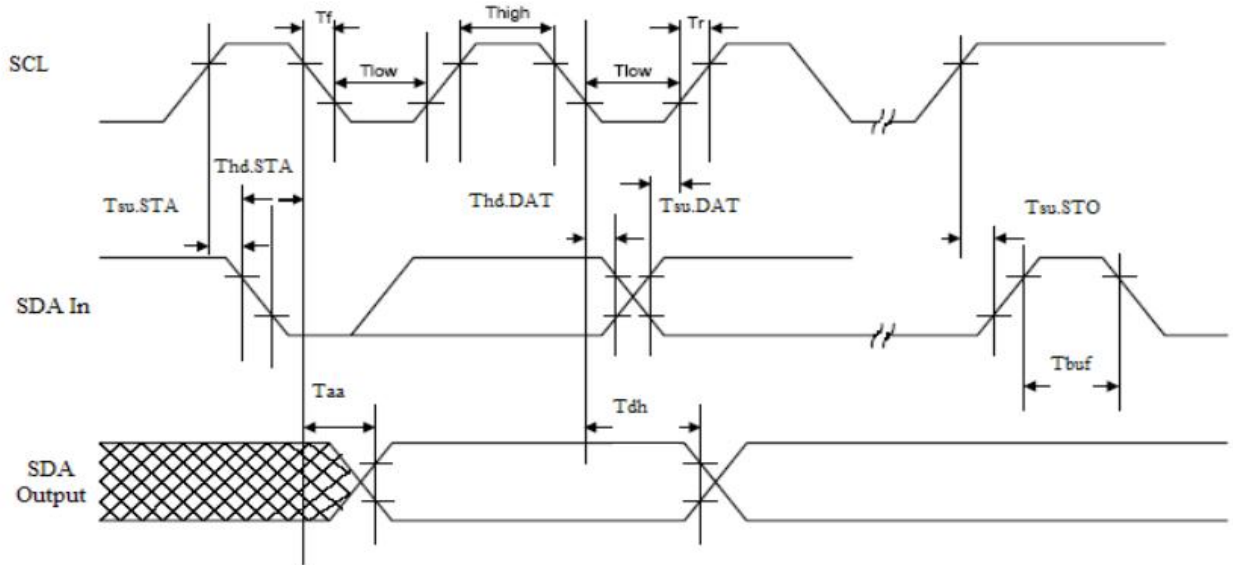 Tf
Thigh
Tr
SCL
Tlow
Tlow
Thd.STA
Tsu.STA
Thd.DAT
Tsu.DAT
Tsu.STO
SDA In
Tbuf
Taa
Tdh
SDA
Output